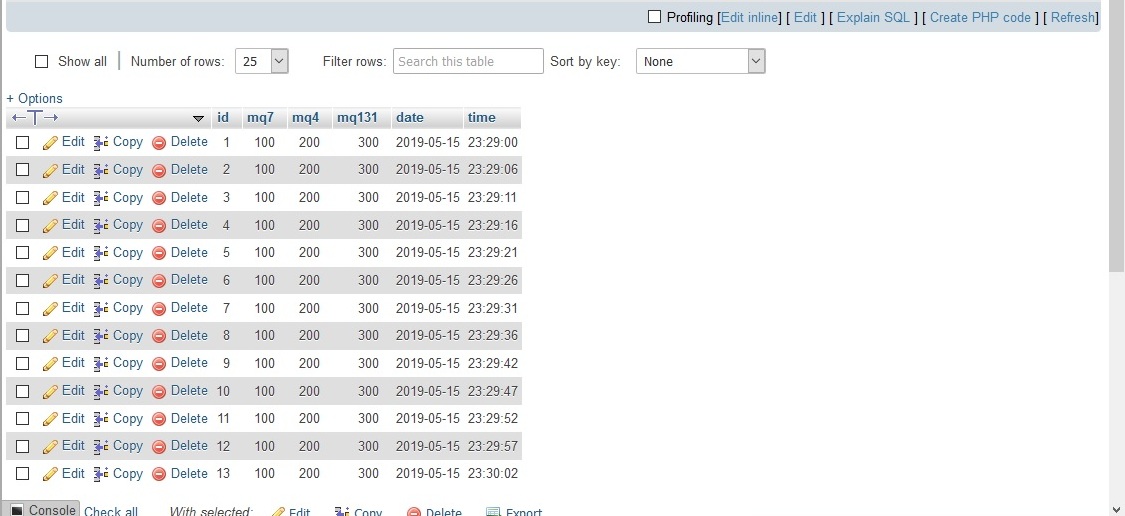 Profiling [Edit inline] [ Edit ] [ Explain SQL ] [ Create PHP code ] [ Refresh]
Show all | Number of rows: 25 Filter rows: Search this table Sort by key: None
+ Options
←T→ id mq7 mq4 mq131 date time
Edit Copy Delete 1 100 200 300 2019-05-15 23:29:00
Edit Copy Delete 2 100 200 300 2019-05-15 23:29:06
Edit Copy Delete 3 100 200 300 2019-05-15 23:29:11
Edit Copy Delete 4 100 200 300 2019-05-15 23:29:16
Edit Copy Delete 5 100 200 300 2019-05-15 23:29:21
Edit Copy Delete 6 100 200 300 2019-05-15 23:29:26
Edit Copy Delete 7 100 200 300 2019-05-15 23:29:31
Edit Copy Delete 8 100 200 300 2019-05-15 23:29:36
Edit Copy Delete 9 100 200 300 2019-05-15 23:29:42
Edit Copy Delete 10 100 200 300 2019-05-15 23:29:47
Edit Copy Delete 11 100 200 300 2019-05-15 23:29:52
Edit Copy Delete 12 100 200 300 2019-05-15 23:29:57
Edit Copy Delete 13 100 200 300 2019-05-15 23:30:02
Console Check all With selected: Edit Copy Delete Export